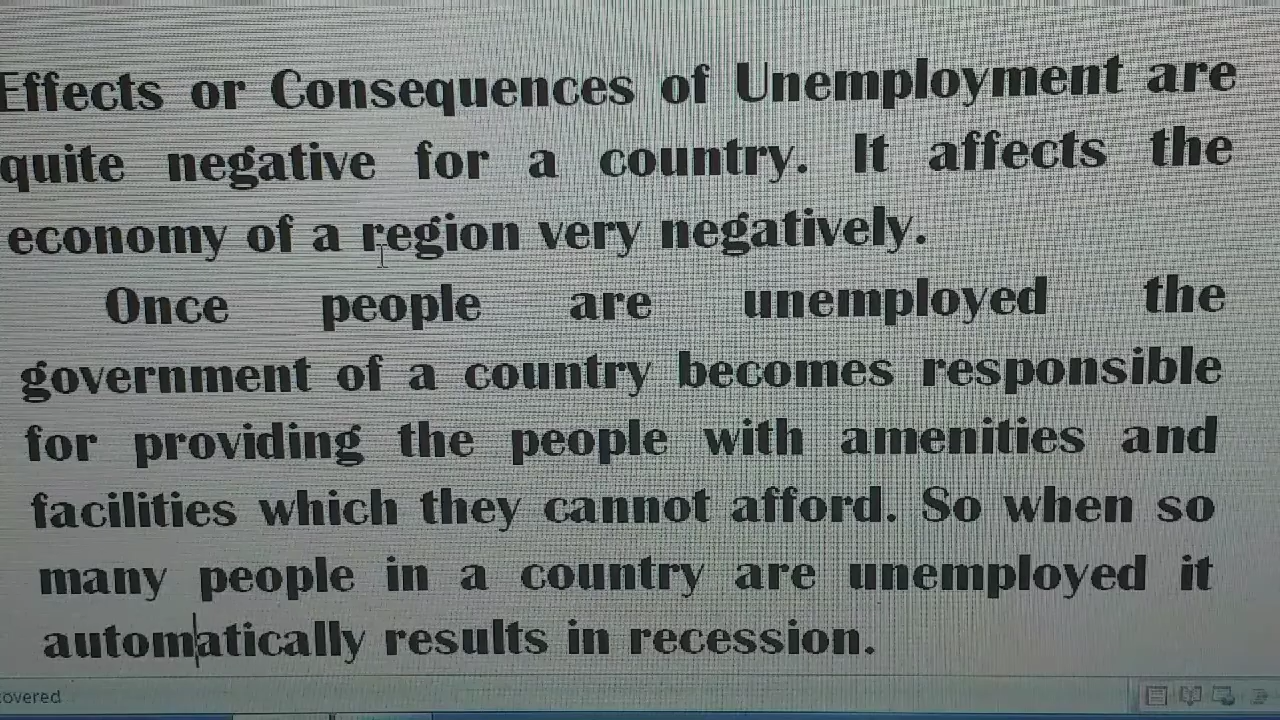 Effects or Consequences of Unemployment are
quite negative for a country. It affects the
economy of a region very negatively.
Once people are unemployed the
government of a country becomes responsible
for providing the people with amenities and
facilities which they cannot afford. So when so
many people in a country are unemployed it
automatically results in recession.
overed